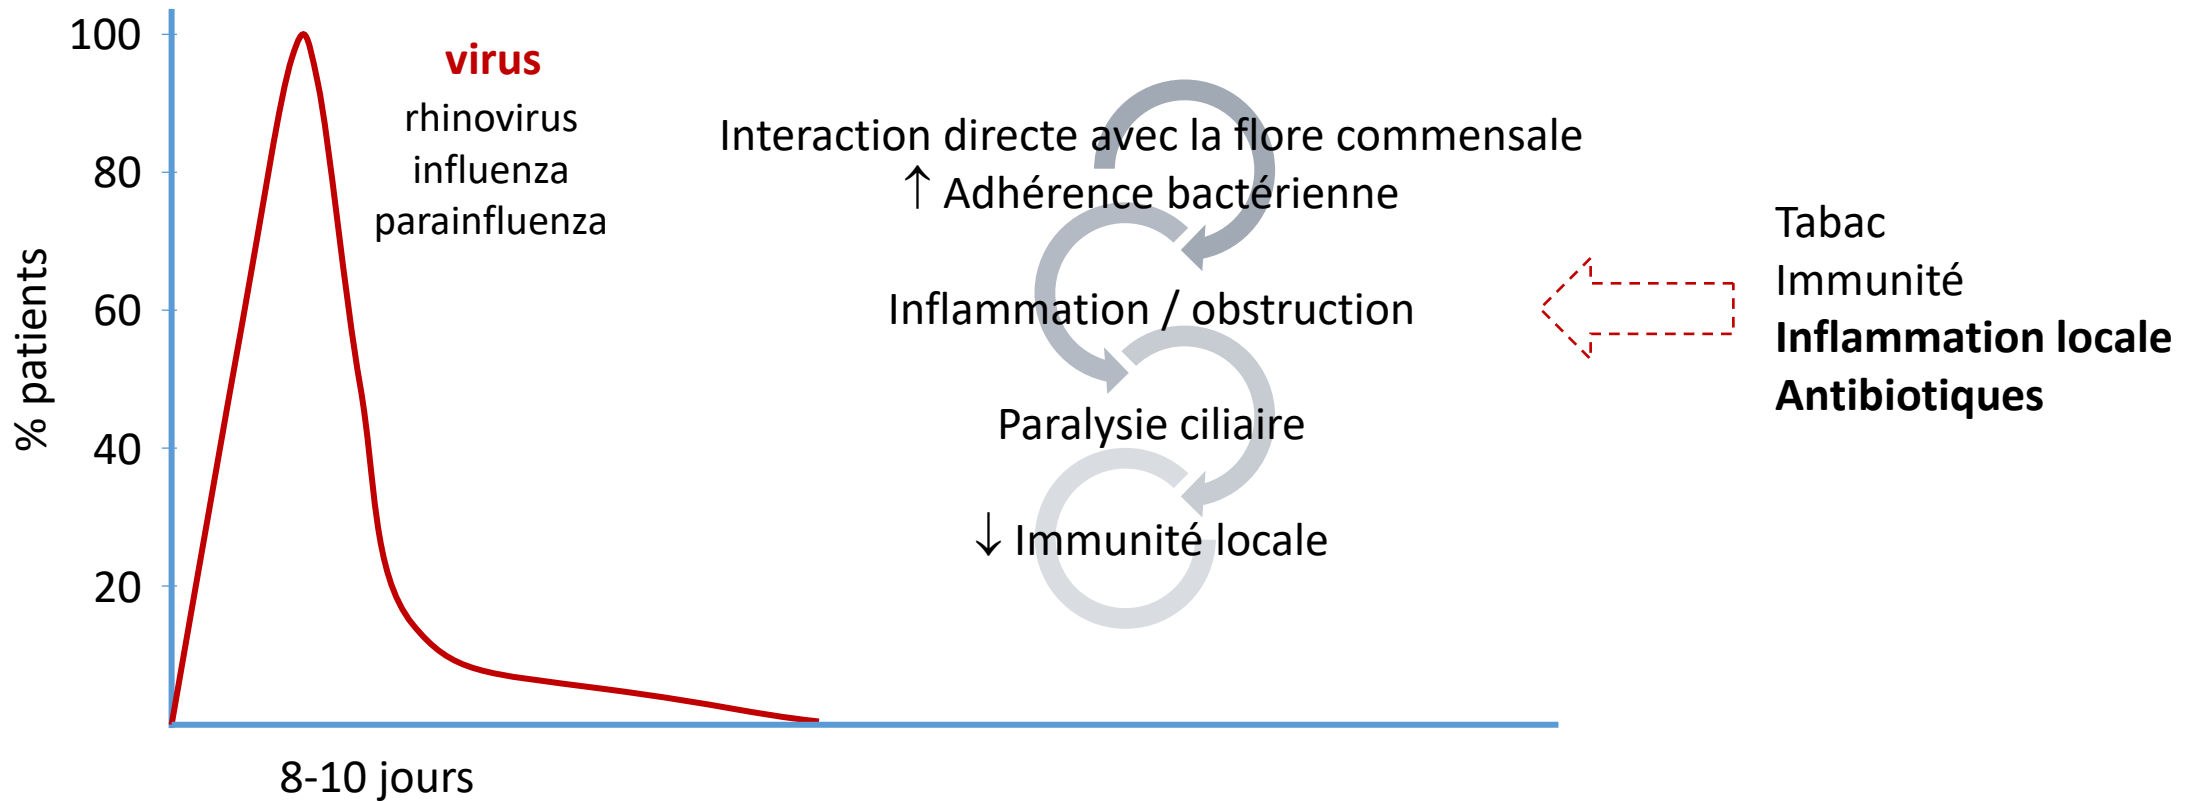 100
80
60
40
20
% patients
8-10 jours
virus
rhinovirus
influenza
parainfluenza
Interaction directe avec la flore commensale
↑ Adhérence bactérienne
Inflammation / obstruction
Paralysie ciliaire
↓ Immunité locale
Tabac
Immunité
Inflammation locale
Antibiotiques